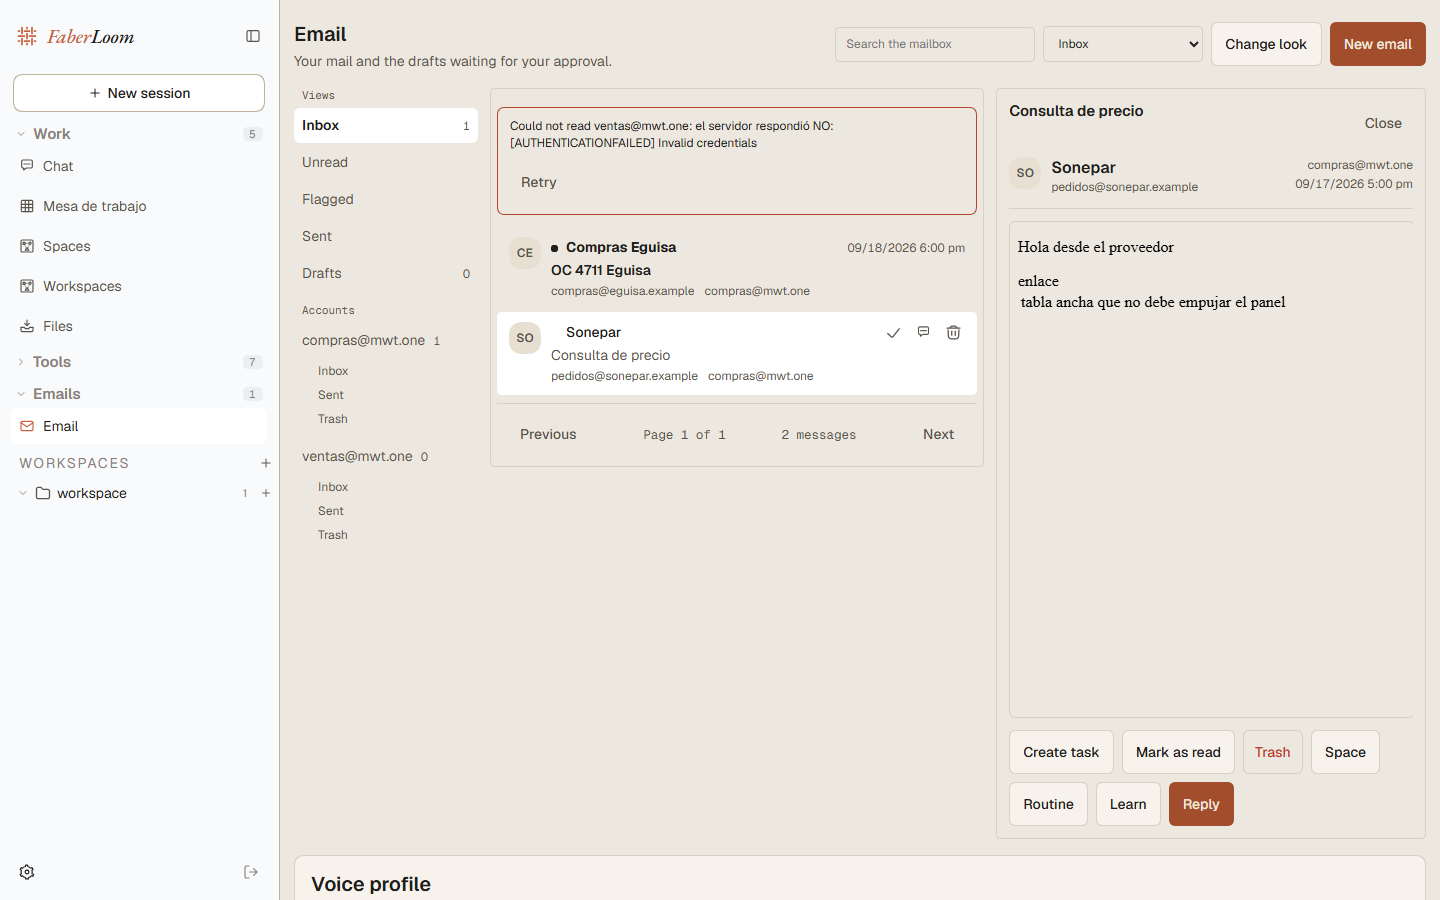 FaberLoom
New session
Work 5
Chat
Mesa de trabajo
Spaces
Workspaces
Files
Tools 7
Emails 1
Email
WORKSPACES
workspace 1
Email
Your mail and the drafts waiting for your approval.
Search the mailbox
Inbox
Change look
New email
Views
Inbox 1
Unread
Flagged
Sent
Drafts 0
Accounts
compras@mwt.one 1
Inbox
Sent
Trash
ventas@mwt.one 0
Inbox
Sent
Trash
Could not read ventas@mwt.one: el servidor respondió NO:
[AUTHENTICATIONFAILED] Invalid credentials
Retry
CE Compras Eguisa 09/18/2026 6:00 pm
OC 4711 Eguisa
compras@eguisa.example compras@mwt.one
SO Sonepar
Consulta de precio
pedidos@sonepar.example compras@mwt.one
Previous Page 1 of 1 2 messages Next
Consulta de precio
Close
SO Sonepar compras@mwt.one
pedidos@sonepar.example 09/17/2026 5:00 pm
Hola desde el proveedor
enlace
tabla ancha que no debe empujar el panel
Create task Mark as read Trash Space
Routine Learn Reply
Voice profile